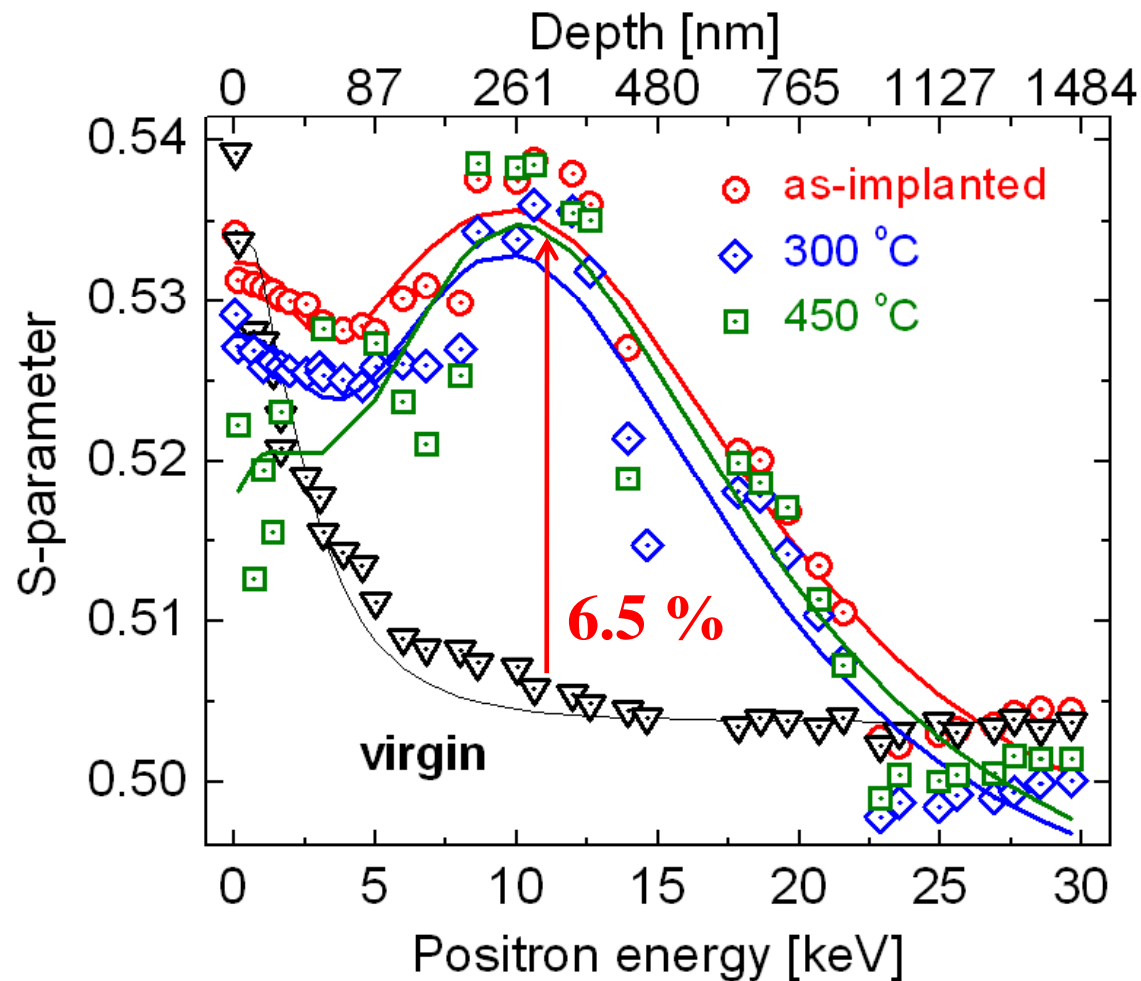 Depth [nm]
0 87 261 480 765 1127 1484
0.54
0.53
0.52
0.51
0.50
S-parameter
as-implanted
300 °C
450 °C
6.5 %
virgin
0 5 10 15 20 25 30
Positron energy [keV]